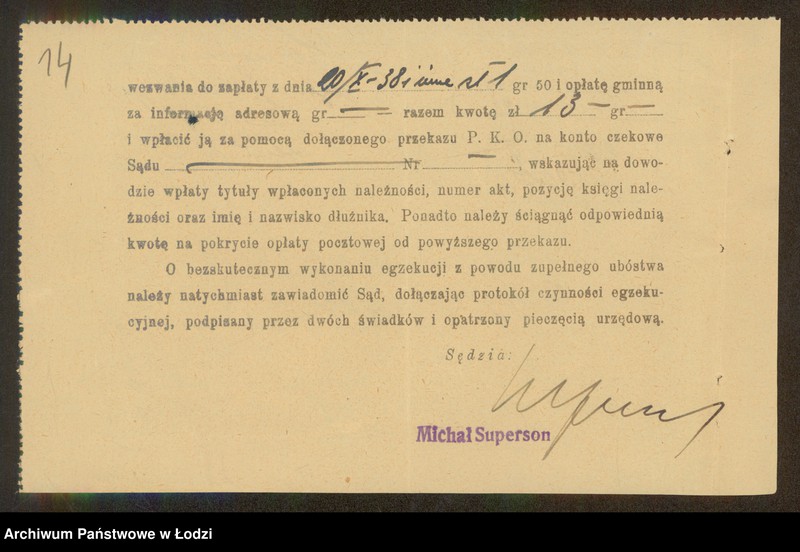 14
wezwania do zapłaty z dnia 20/X-38 i inne zł 1 gr 50 i opłatę gminną
za informację adresową gr — — razem kwotę zł 13 — gr —
i wpłacić ją za pomocą dołączonego przekazu P. K. O. na konto czekowe
Sądu — Nr —, wskazując na dowo-
dzie wpłaty tytuły wpłaconych należności, numer akt, pozycję księgi nale-
żności oraz imię i nazwisko dłużnika. Ponadto należy ściągnąć odpowiednią
kwotę na pokrycie opłaty pocztowej od powyższego przekazu.
O bezskutecznym wykonaniu egzekucji z powodu zupełnego ubóstwa
należy natychmiast zawiadomić Sąd, dołączając protokół czynności egzeku-
cyjnej, podpisany przez dwóch świadków i opatrzony pieczęcią urzędową.
Sędzia:
Michał Superson
Archiwum Państwowe w Łodzi